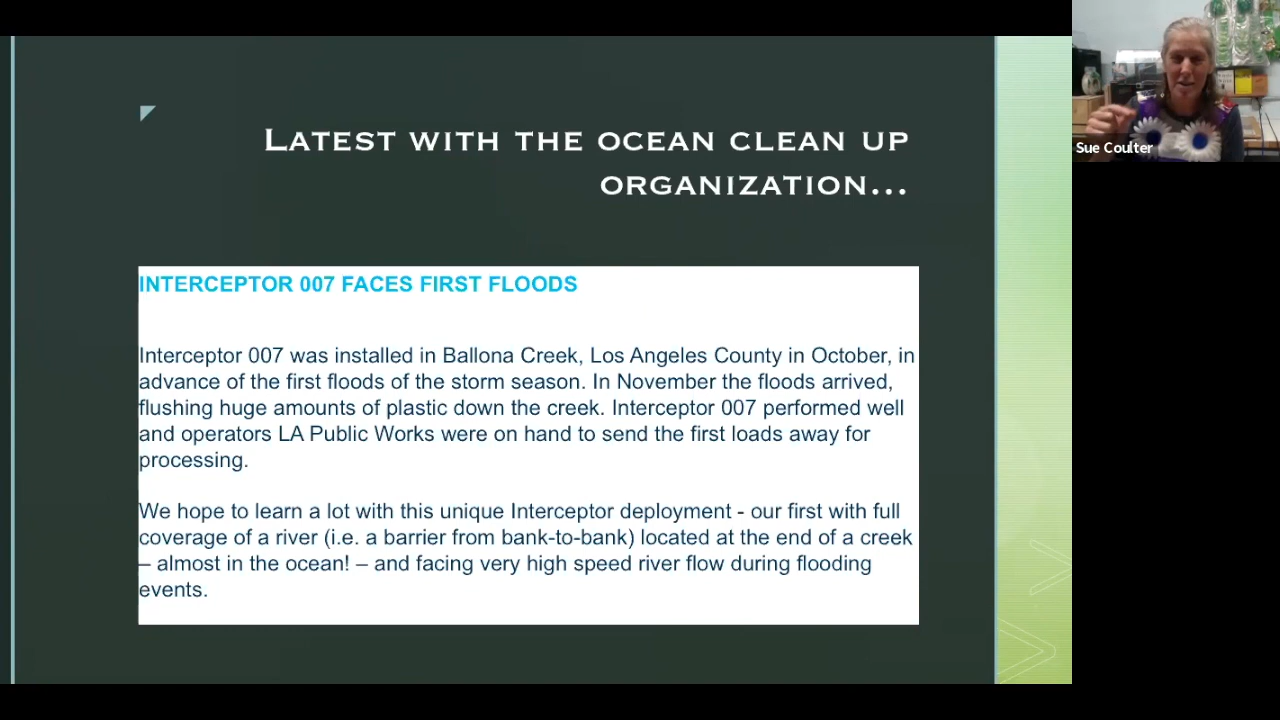 LATEST WITH THE OCEAN CLEAN UP
ORGANIZATION...
INTERCEPTOR 007 FACES FIRST FLOODS
Interceptor 007 was installed in Ballona Creek, Los Angeles County in October, in
advance of the first floods of the storm season. In November the floods arrived,
flushing huge amounts of plastic down the creek. Interceptor 007 performed well
and operators LA Public Works were on hand to send the first loads away for
processing.
We hope to learn a lot with this unique Interceptor deployment - our first with full
coverage of a river (i.e. a barrier from bank-to-bank) located at the end of a creek
– almost in the ocean! – and facing very high speed river flow during flooding
events.
Sue Coulter